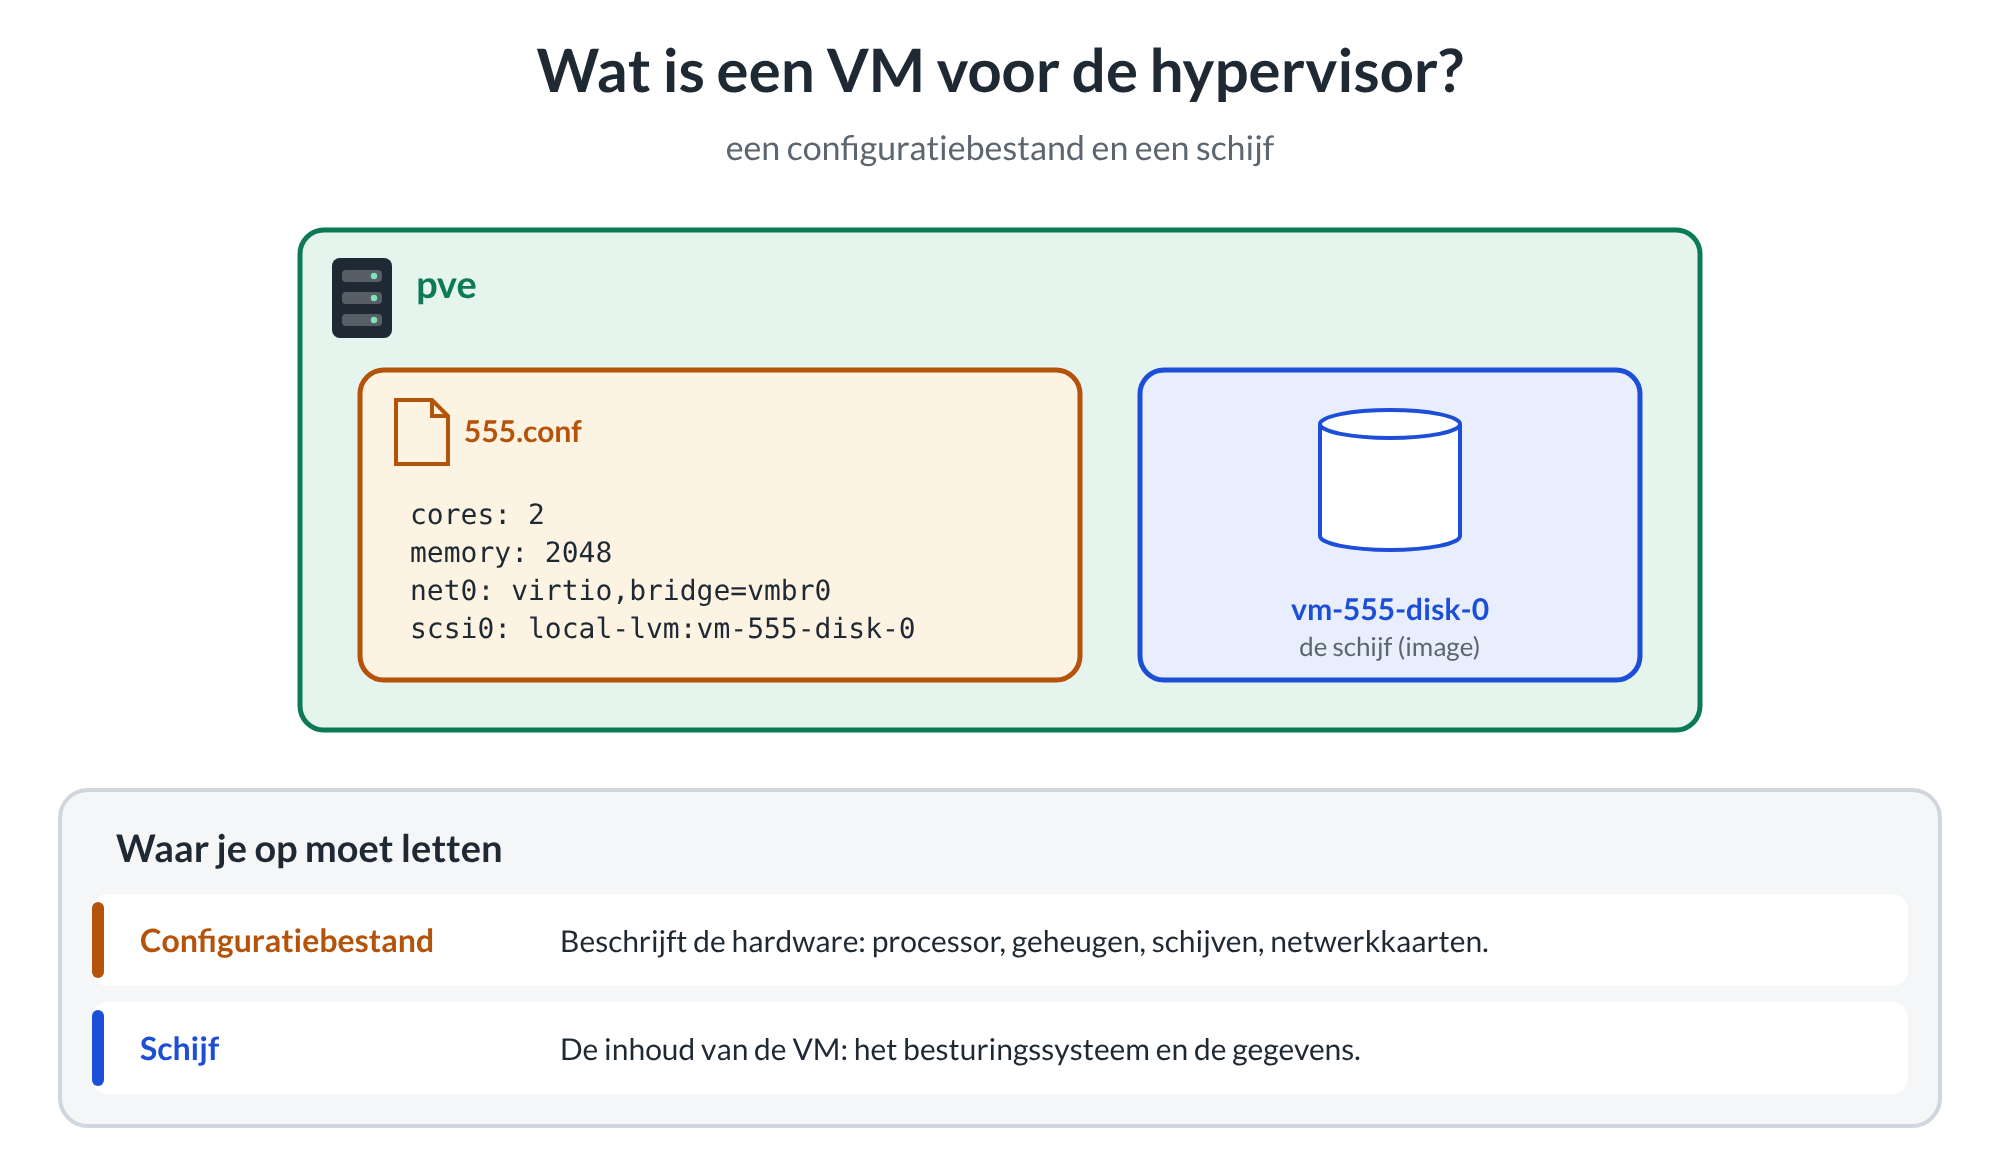 Wat is een VM voor de hypervisor?
een configuratiebestand en een schijf
pve
555.conf
cores: 2
memory: 2048
net0: virtio,bridge=vmbr0
scsi0: local-lvm:vm-555-disk-0
vm-555-disk-0
de schijf (image)
Waar je op moet letten
Configuratiebestand
Beschrijft de hardware: processor, geheugen, schijven, netwerkkaarten.
Schijf
De inhoud van de VM: het besturingssysteem en de gegevens.